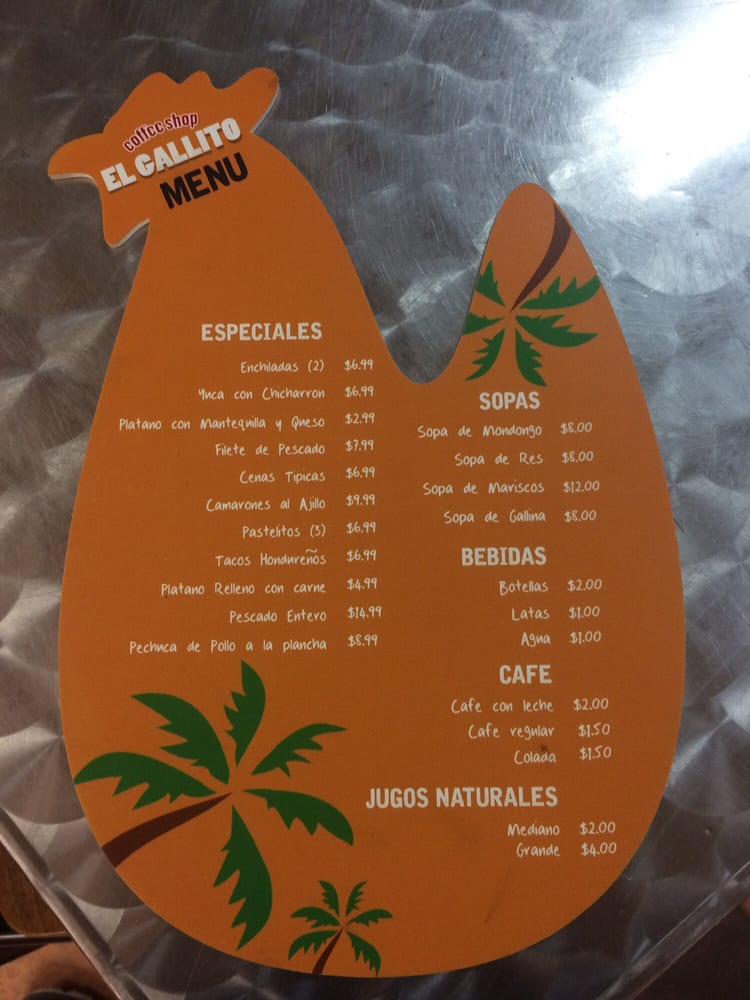 coffee shop
EL GALLITO
MENU
ESPECIALES
Enchiladas (2) $6.99
Yuca con Chicharron $6.99
Platano con Mantequilla y Queso $2.99
Filete de Pescado $7.99
Cenas Tipicas $6.99
Camarones al Ajillo $9.99
Pastelitos (3) $6.99
Tacos Hondureños $6.99
Platano Relleno con carne $4.99
Pescado Entero $14.99
Pechuca de Pollo a la plancha $8.99
SOPAS
Sopa de Mondongo $8.00
Sopa de Res $8.00
Sopa de Mariscos $12.00
Sopa de Gallina $8.00
BEBIDAS
Botellas $2.00
Latas $1.00
Agua $1.00
CAFE
Cafe con leche $2.00
Cafe regular $1.50
Colada $1.50
JUGOS NATURALES
Mediano $2.00
Grande $4.00